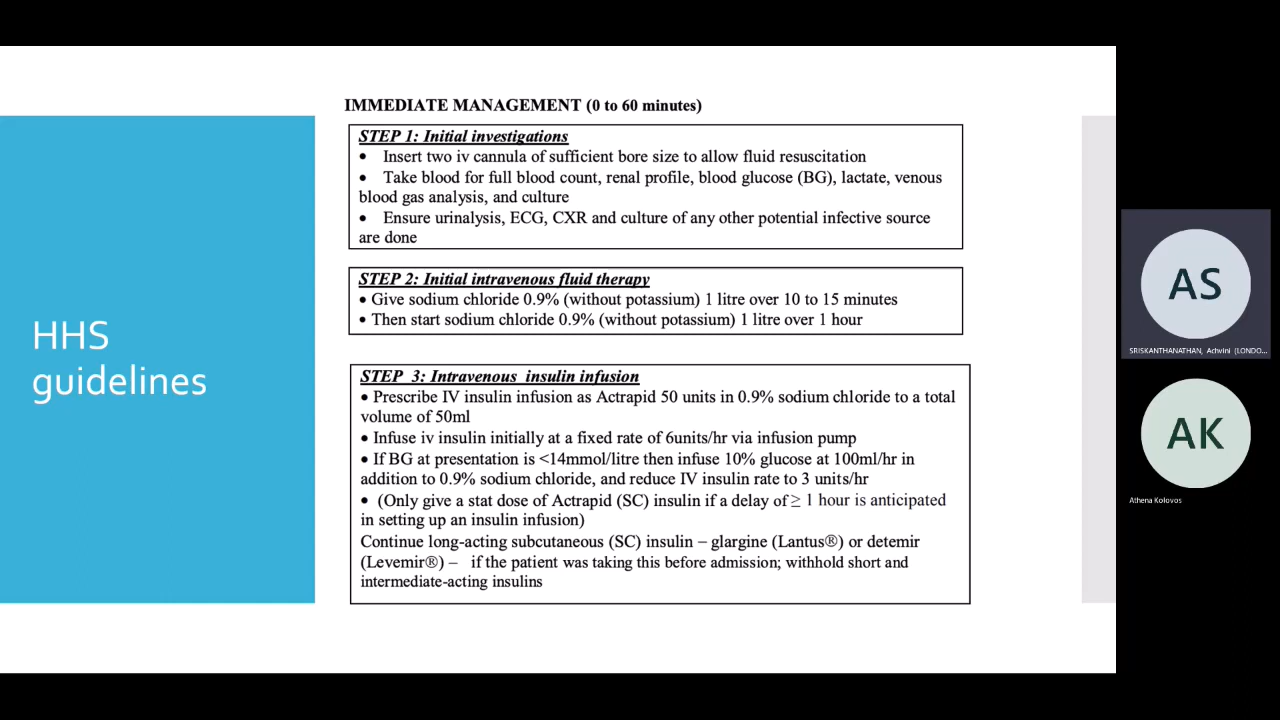 HHS
guidelines
IMMEDIATE MANAGEMENT (0 to 60 minutes)
STEP 1: Initial investigations
• Insert two iv cannula of sufficient bore size to allow fluid resuscitation
• Take blood for full blood count, renal profile, blood glucose (BG), lactate, venous
blood gas analysis, and culture
• Ensure urinalysis, ECG, CXR and culture of any other potential infective source
are done
STEP 2: Initial intravenous fluid therapy
• Give sodium chloride 0.9% (without potassium) 1 litre over 10 to 15 minutes
• Then start sodium chloride 0.9% (without potassium) 1 litre over 1 hour
STEP 3: Intravenous insulin infusion
• Prescribe IV insulin infusion as Actrapid 50 units in 0.9% sodium chloride to a total
volume of 50ml
• Infuse iv insulin initially at a fixed rate of 6units/hr via infusion pump
• If BG at presentation is <14mmol/litre then infuse 10% glucose at 100ml/hr in
addition to 0.9% sodium chloride, and reduce IV insulin rate to 3 units/hr
• (Only give a stat dose of Actrapid (SC) insulin if a delay of ≥ 1 hour is anticipated
in setting up an insulin infusion)
Continue long-acting subcutaneous (SC) insulin – glargine (Lantus®) or detemir
(Levemir®) – if the patient was taking this before admission; withhold short and
intermediate-acting insulins
AS
SRISKANTHANATHAN, Achvini (LONDO...
AK
Athena Kolovos